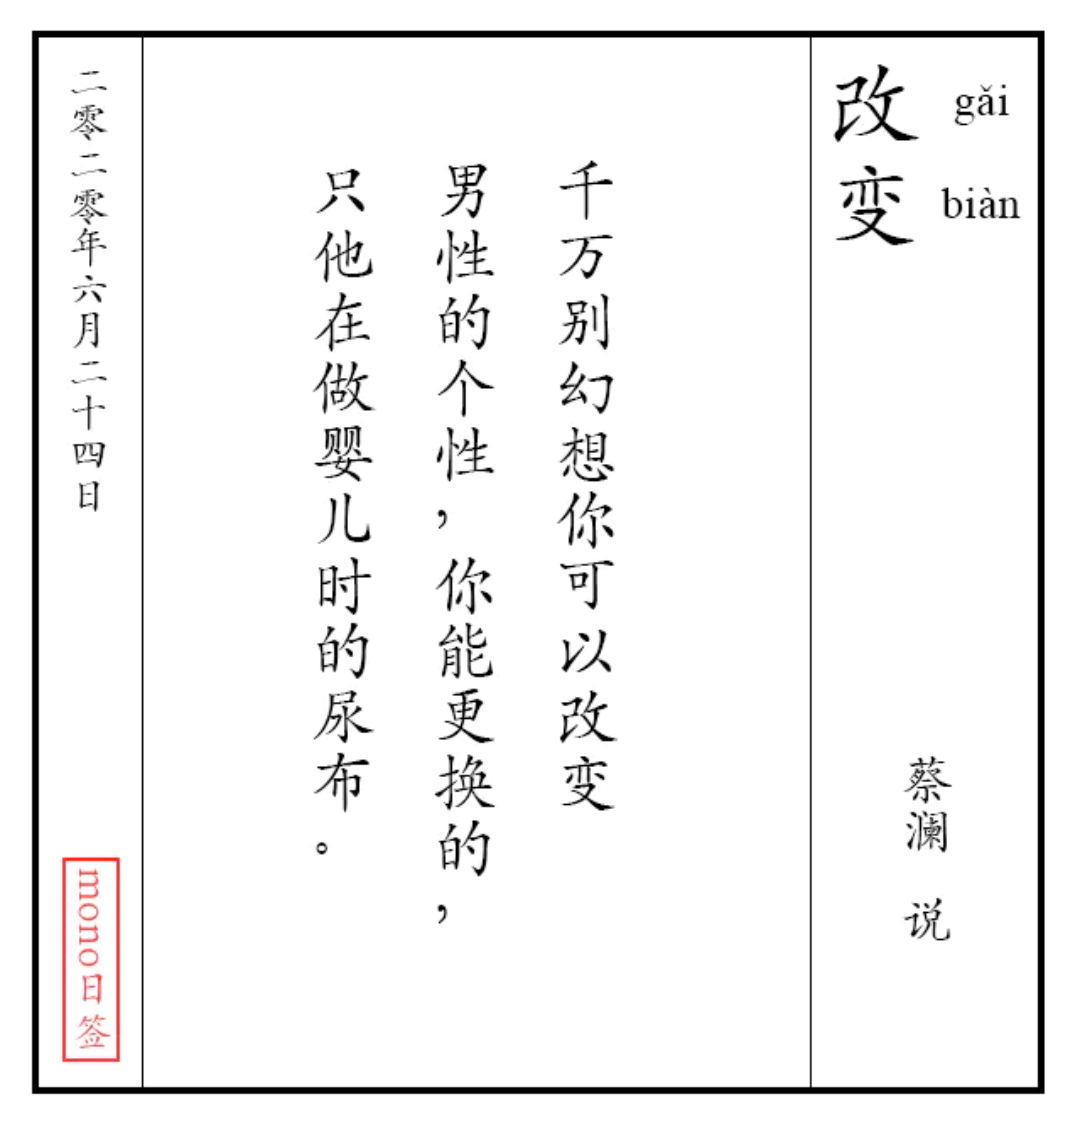 改变
gǎi
biàn
蔡澜 说
千万别幻想你可以改变
男性的个性，你能更换的，
只他在做婴儿时的尿布。
二零二零年六月二十四日
mono日签